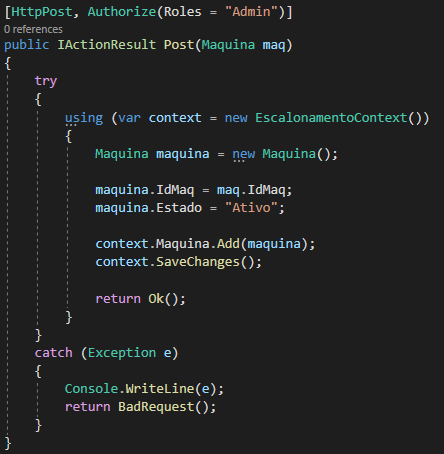 [HttpPost, Authorize(Roles = "Admin")]
0 references
public IActionResult Post(Maquina maq)
{
    try
    {
        using (var context = new EscalonamentoContext())
        {
            Maquina maquina = new Maquina();

            maquina.IdMaq = maq.IdMaq;
            maquina.Estado = "Ativo";

            context.Maquina.Add(maquina);
            context.SaveChanges();

            return Ok();
        }
    }
    catch (Exception e)
    {
        Console.WriteLine(e);
        return BadRequest();
    }
}